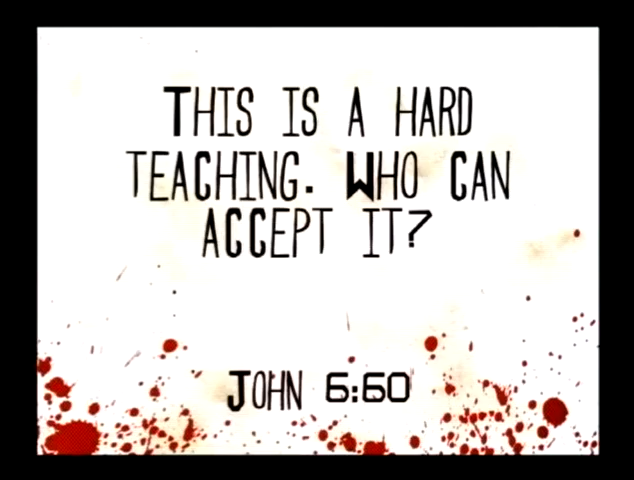 THIS IS A HARD
TEACHING. WHO CAN
ACCEPT IT?
JOHN 6:60